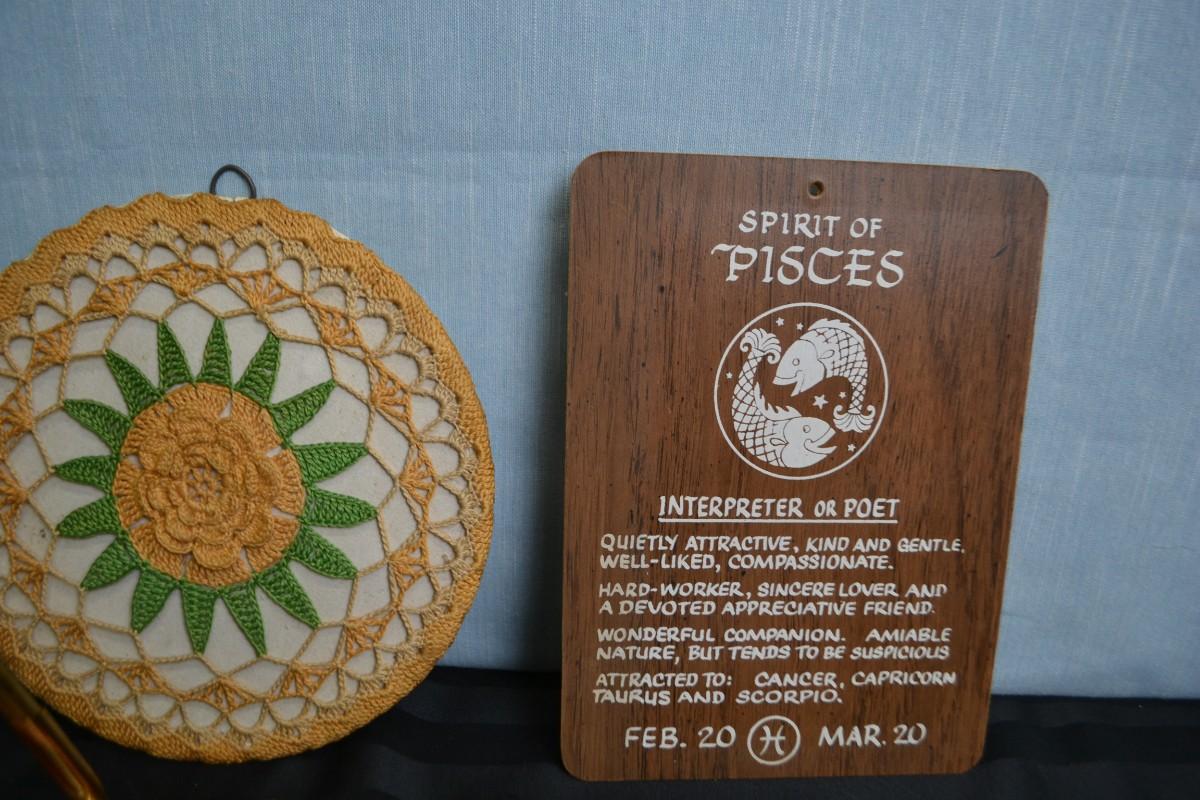 SPIRIT OF
PISCES
INTERPRETER OR POET
QUIETLY ATTRACTIVE, KIND AND GENTLE,
WELL-LIKED, COMPASSIONATE.
HARD-WORKER, SINCERE LOVER AND
A DEVOTED APPRECIATIVE FRIEND.
WONDERFUL COMPANION. AMIABLE
NATURE, BUT TENDS TO BE SUSPICIOUS
ATTRACTED TO: CANCER, CAPRICORN
TAURUS AND SCORPIO.
FEB. 20 ♓ MAR. 20